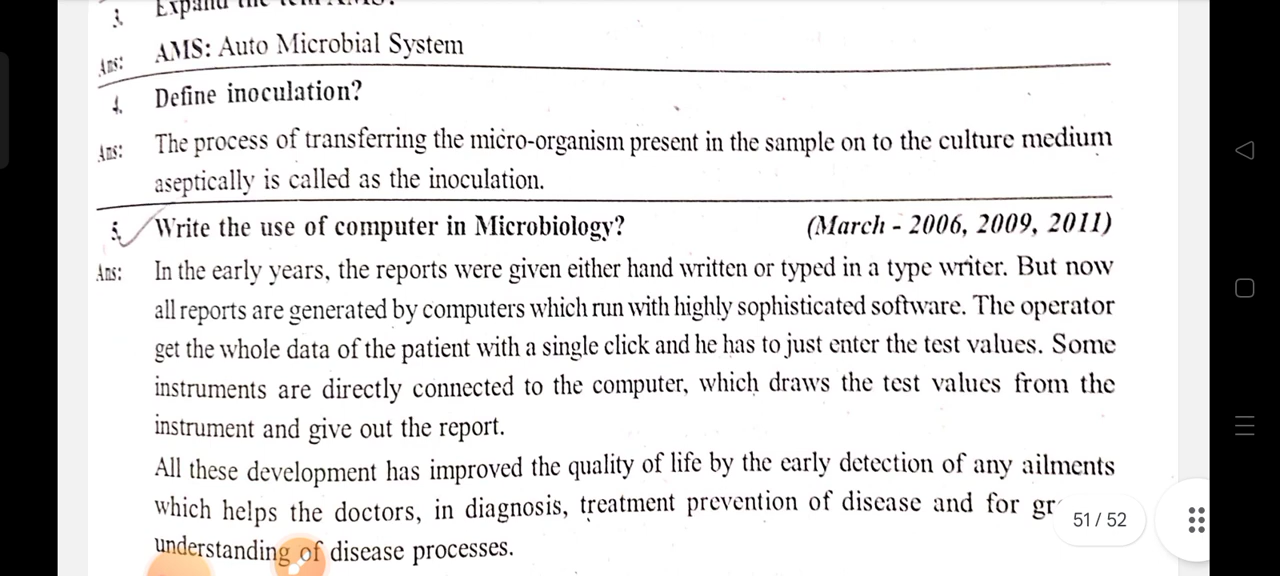 3. Expand the term AMS?
Ans: AMS: Auto Microbial System
4. Define inoculation?
Ans: The process of transferring the micro-organism present in the sample on to the culture medium
aseptically is called as the inoculation.
5. Write the use of computer in Microbiology? (March - 2006, 2009, 2011)
Ans: In the early years, the reports were given either hand written or typed in a type writer. But now
all reports are generated by computers which run with highly sophisticated software. The operator
get the whole data of the patient with a single click and he has to just enter the test values. Some
instruments are directly connected to the computer, which draws the test values from the
instrument and give out the report.
All these development has improved the quality of life by the early detection of any ailments
which helps the doctors, in diagnosis, treatment prevention of disease and for
understanding of disease processes.
51 / 52